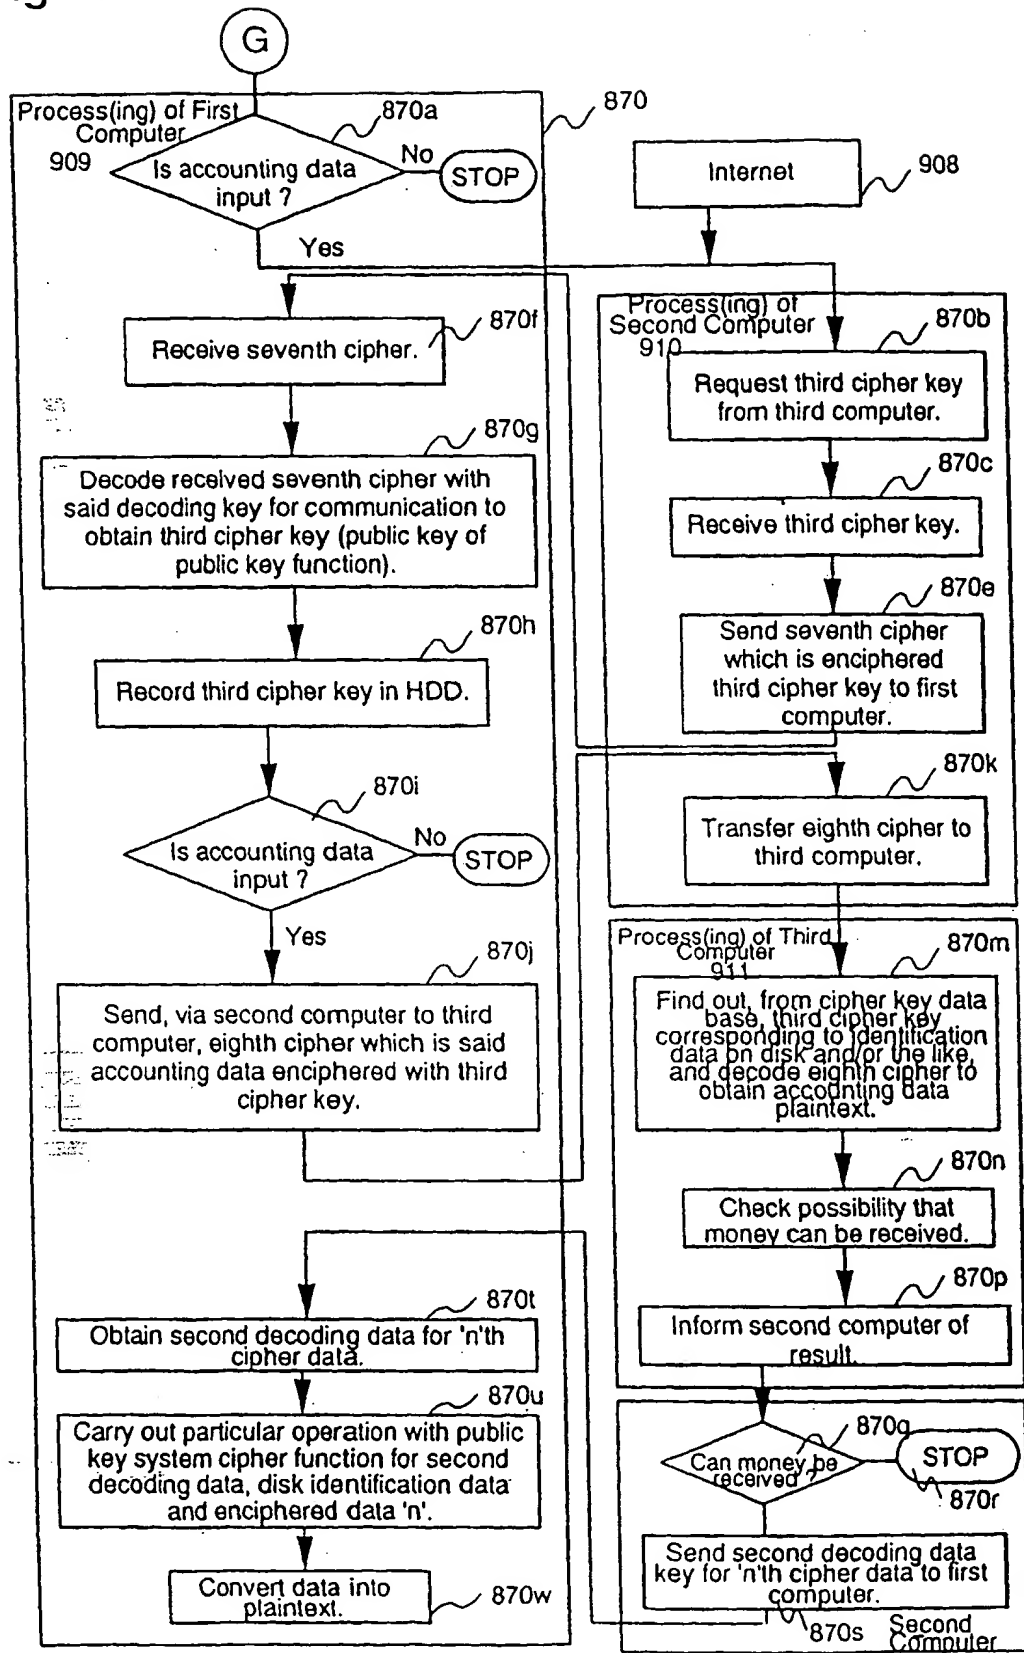 G
Process(ing) of First
Computer
909
870a
870
Is accounting data
input ?
No
STOP
Yes
Internet
908
870f
Receive seventh cipher.
870g
Decode received seventh cipher with
said decoding key for communication to
obtain third cipher key (public key of
public key function).
870h
Record third cipher key in HDD.
870i
Is accounting data
input ?
No
STOP
Yes
870j
Send, via second computer to third
computer, eighth cipher which is said
accounting data enciphered with third
cipher key.
Process(ing) of
Second Computer
910
870b
Request third cipher key
from third computer.
870c
Receive third cipher key.
870e
Send seventh cipher
which is enciphered
third cipher key to first
computer.
870k
Transfer eighth cipher to
third computer.
Process(ing) of Third
Computer
911
870m
Find out, from cipher key data
base, third cipher key
corresponding to identification
data on disk and/or the like,
and decode eighth cipher to
obtain accounting data
plaintext.
870n
Check possibility that
money can be received.
870p
Inform second computer of
result.
870q
Can money be
received ?
STOP
870r
Send second decoding data
key for 'n'th cipher data to first
computer.
870s
Second
Computer
870t
Obtain second decoding data for 'n'th
cipher data.
870u
Carry out particular operation with public
key system cipher function for second
decoding data, disk identification data
and enciphered data 'n'.
Convert data into
plaintext.
870w